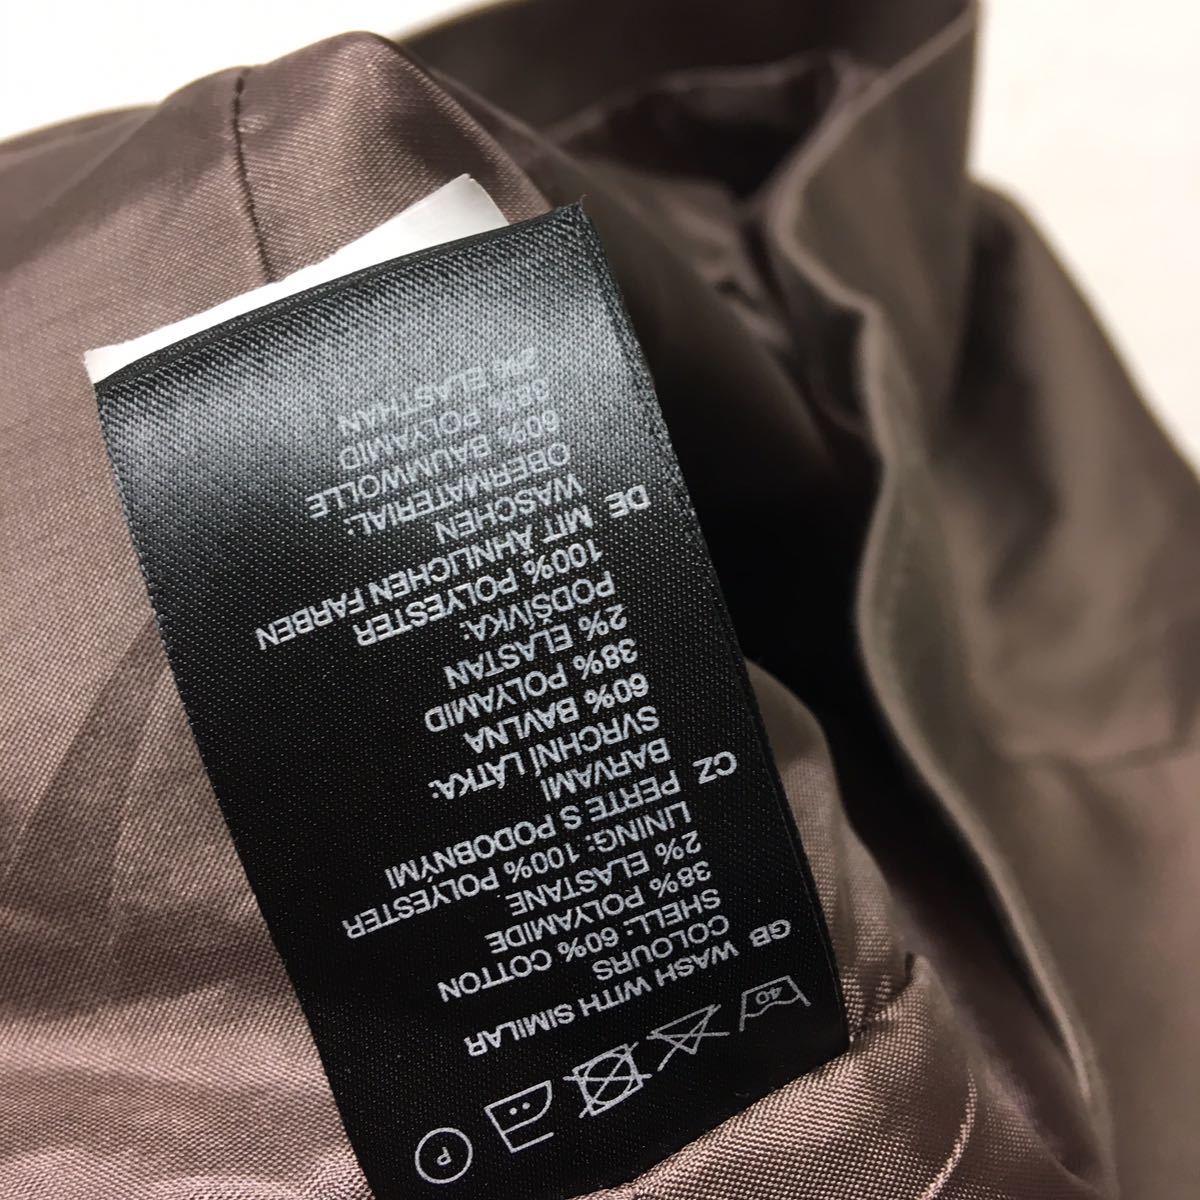 40
P
GB WASH WITH SIMILAR
COLOURS
SHELL: 60% COTTON
38% POLYAMIDE
2% ELASTANE
LINING: 100% POLYESTER
CZ PERTE S PODOBNÝMI
BARVAMI
SVRCHNÍ LÁTKA:
60% BAVLNA
38% POLYAMID
2% ELASTAN
PODŠÍVKA:
100% POLYESTER
DE MIT ÄHNLICHEN FARBEN
WASCHEN
OBERMATERIAL:
60% BAUMWOLLE
38% POLYAMID
2% ELASTHAN